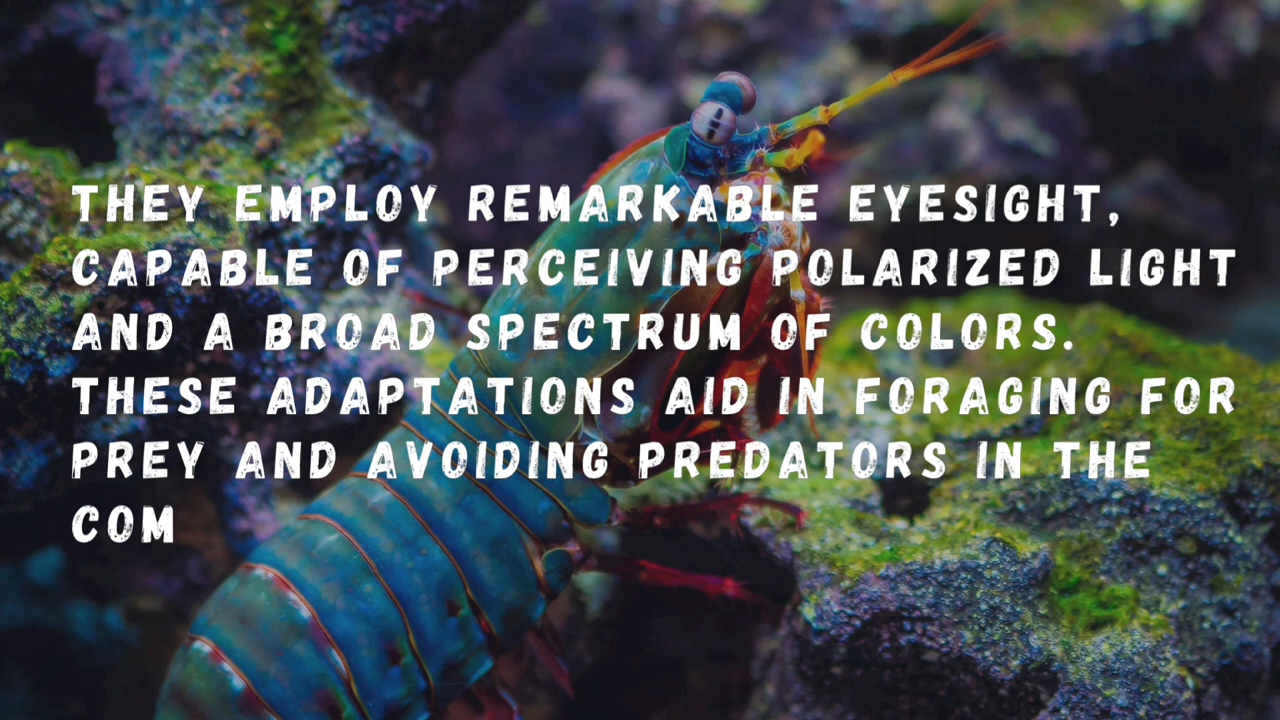 THEY EMPLOY REMARKABLE EYESIGHT,
CAPABLE OF PERCEIVING POLARIZED LIGHT
AND A BROAD SPECTRUM OF COLORS.
THESE ADAPTATIONS AID IN FORAGING FOR
PREY AND AVOIDING PREDATORS IN THE
COM